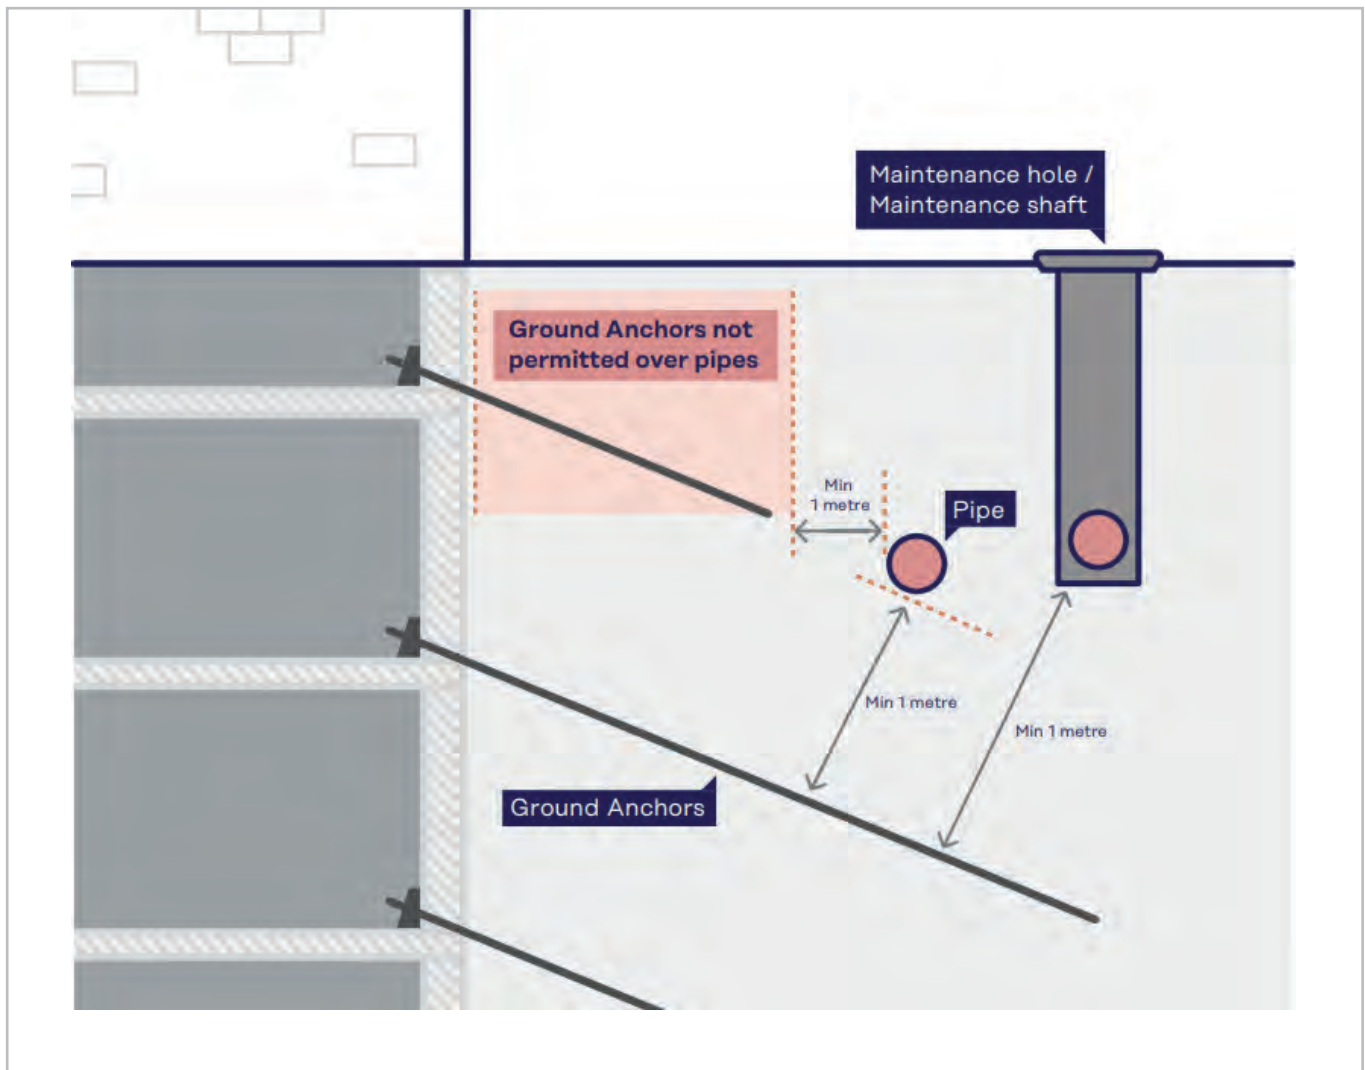 Maintenance hole /
Maintenance shaft
Ground Anchors not
permitted over pipes
Min
1 metre
Pipe
Min 1 metre
Min 1 metre
Ground Anchors